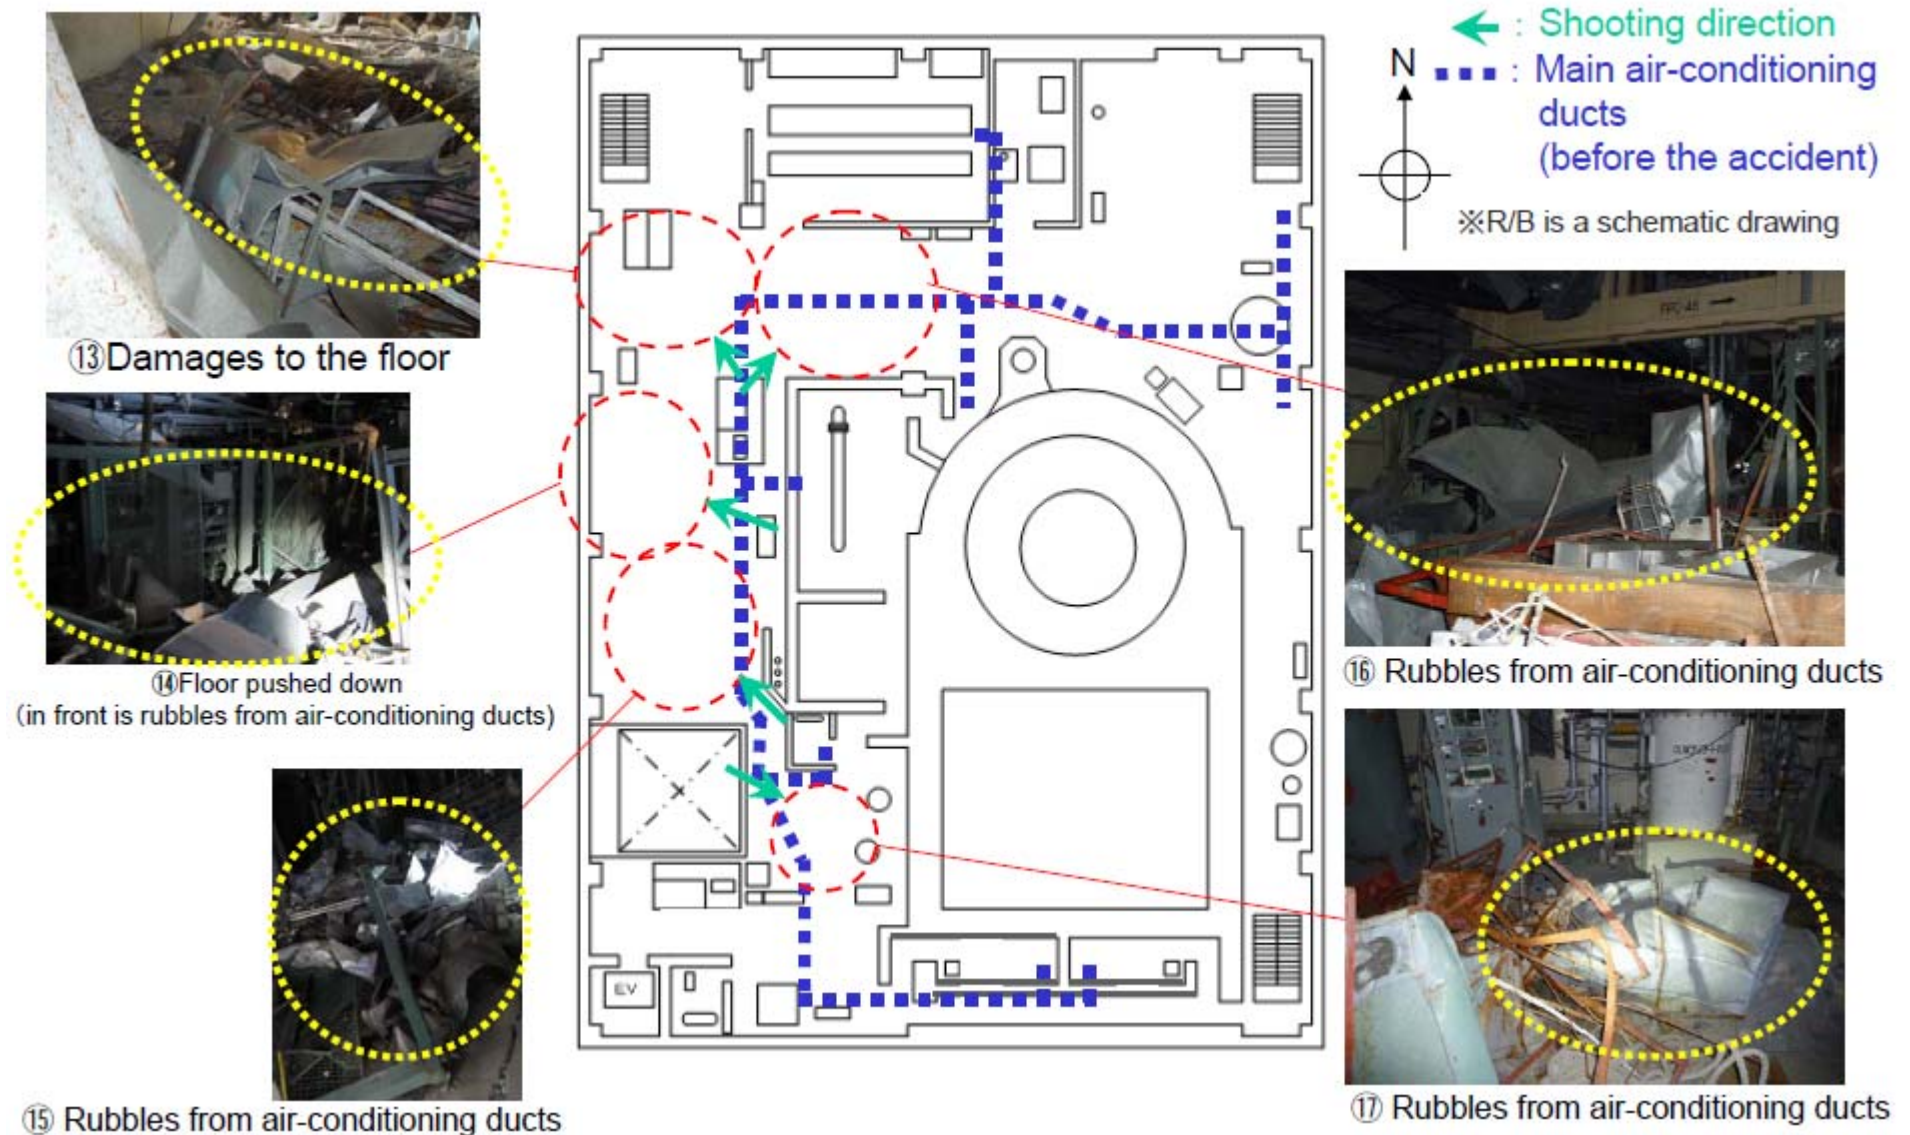 : Shooting direction
N
: Main air-conditioning
ducts
(before the accident)
※R/B is a schematic drawing
⑬Damages to the floor
⑭Floor pushed down
(in front is rubbles from air-conditioning ducts)
⑮ Rubbles from air-conditioning ducts
⑯ Rubbles from air-conditioning ducts
⑰ Rubbles from air-conditioning ducts
EV